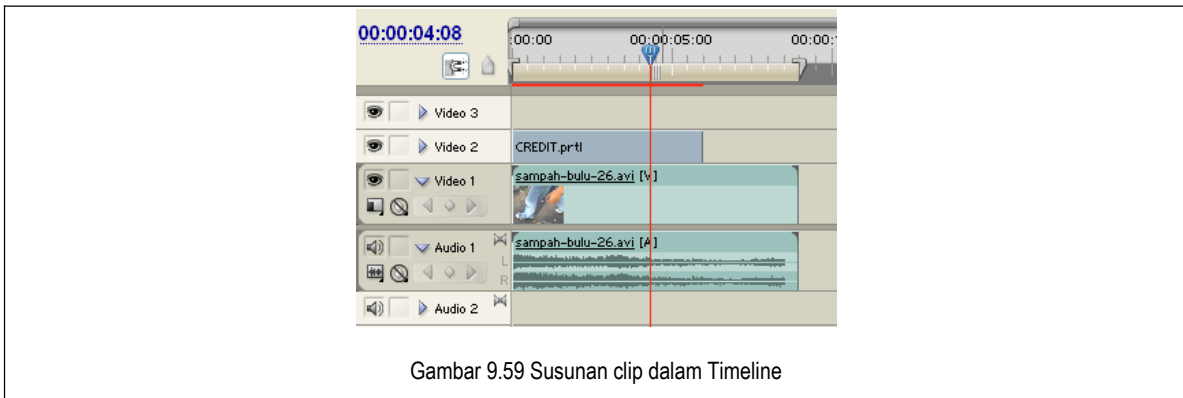 00:00:04:08
:00:00 00:00:05:00 00:00:
Video 3
Video 2 CREDIT.prtl
Video 1 sampah-bulu-26.avi [V]
Audio 1 sampah-bulu-26.avi [A]
L
R
Audio 2
Gambar 9.59 Susunan clip dalam Timeline